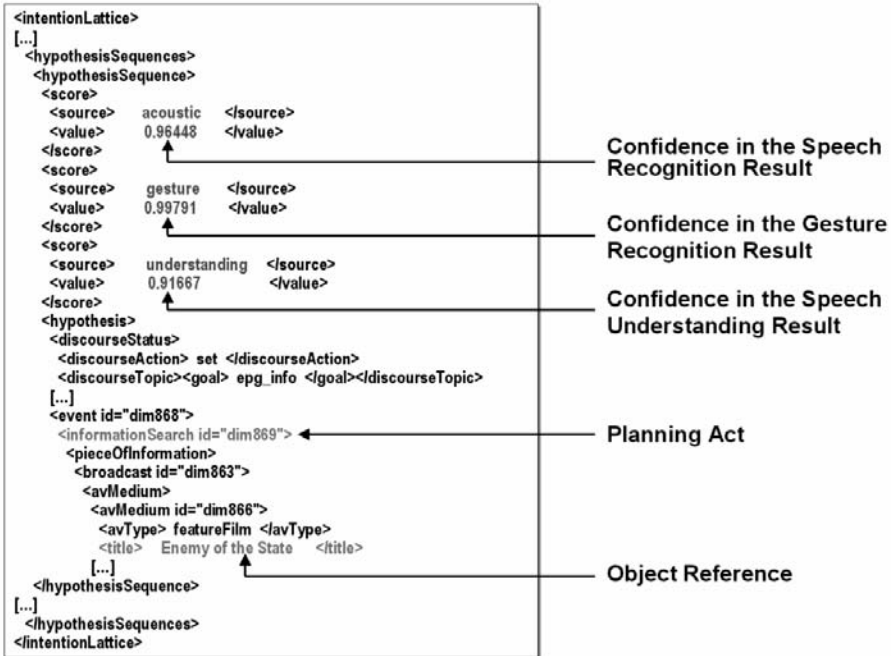 <intentionLattice>
[...]
<hypothesisSequences>
<hypothesisSequence>
<score>
<source> acoustic </source>
<value> 0.96448 </value>
</score>
<score>
<source> gesture </source>
<value> 0.99791 </value>
</score>
<score>
<source> understanding </source>
<value> 0.91667 </value>
</score>
<hypothesis>
<discourseStatus>
<discourseAction> set </discourseAction>
<discourseTopic><goal> epg_info </goal></discourseTopic>
[...]
<event id="dim868">
<informationSearch id="dim869">
<pieceOfInformation>
<broadcast id="dim863">
<avMedium>
<avMedium id="dim866">
<avType> featureFilm </avType>
<title> Enemy of the State </title>
[...]
</hypothesisSequence>
[...]
</hypothesisSequences>
</intentionLattice>
Confidence in the Speech
Recognition Result
Confidence in the Gesture
Recognition Result
Confidence in the Speech
Understanding Result
Planning Act
Object Reference